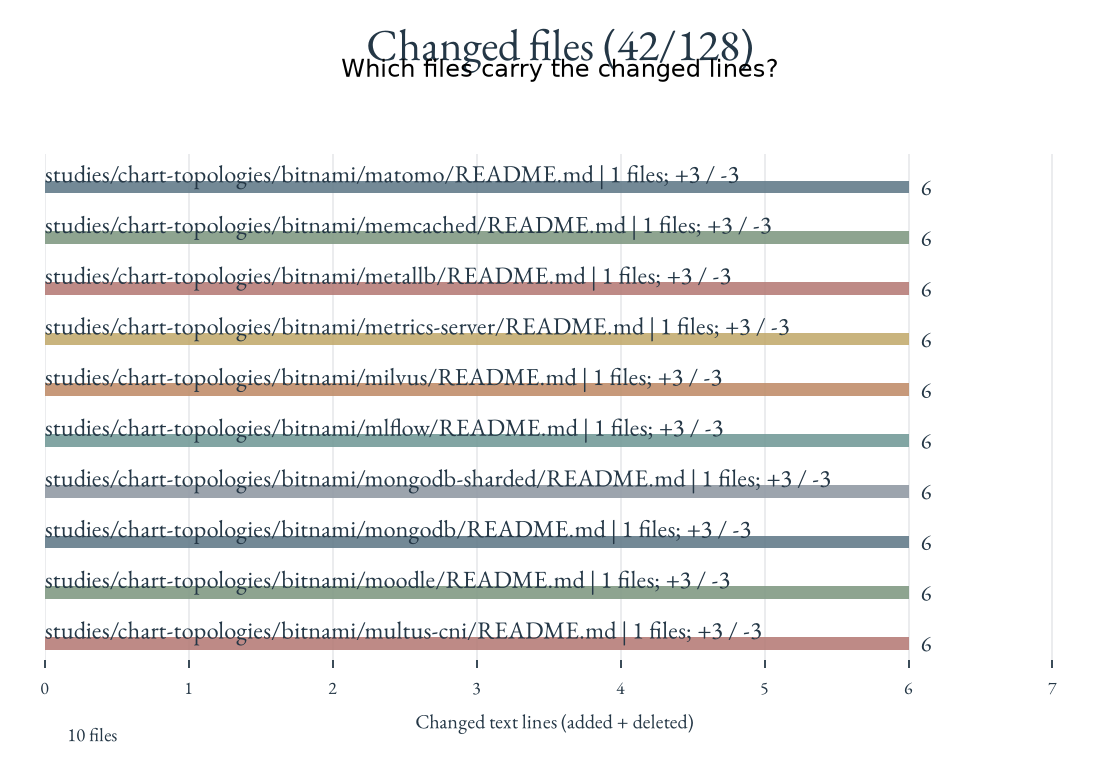 Changed files (42/128)
Which files carry the changed lines?
studies/chart-topologies/bitnami/matomo/README.md | 1 files; +3 / -3
6
studies/chart-topologies/bitnami/memcached/README.md | 1 files; +3 / -3
6
studies/chart-topologies/bitnami/metallb/README.md | 1 files; +3 / -3
6
studies/chart-topologies/bitnami/metrics-server/README.md | 1 files; +3 / -3
6
studies/chart-topologies/bitnami/milvus/README.md | 1 files; +3 / -3
6
studies/chart-topologies/bitnami/mlflow/README.md | 1 files; +3 / -3
6
studies/chart-topologies/bitnami/mongodb-sharded/README.md | 1 files; +3 / -3
6
studies/chart-topologies/bitnami/mongodb/README.md | 1 files; +3 / -3
6
studies/chart-topologies/bitnami/moodle/README.md | 1 files; +3 / -3
6
studies/chart-topologies/bitnami/multus-cni/README.md | 1 files; +3 / -3
6
0 1 2 3 4 5 6 7
Changed text lines (added + deleted)
10 files